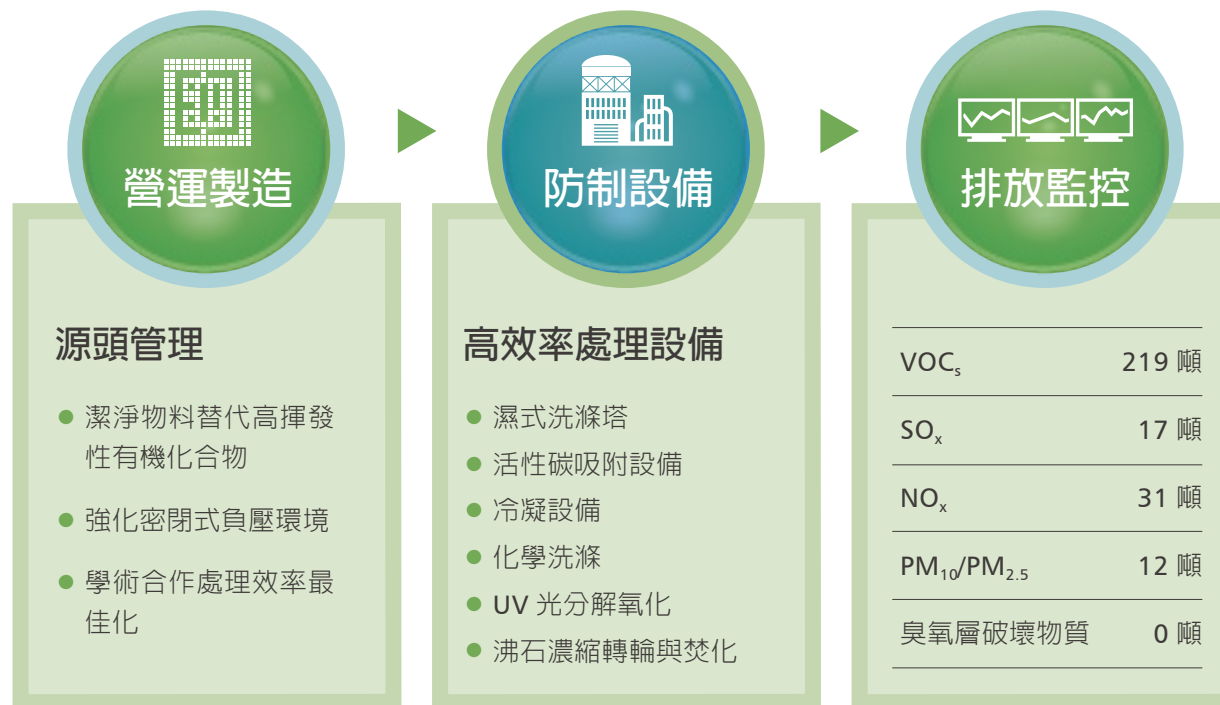 營運製造
源頭管理
● 潔淨物料替代高揮發
性有機化合物
● 強化密閉式負壓環境
● 學術合作處理效率最
佳化
防制設備
高效率處理設備
● 濕式洗滌塔
● 活性碳吸附設備
● 冷凝設備
● 化學洗滌
● UV 光分解氧化
● 沸石濃縮轉輪與焚化
排放監控
VOCs 219 噸
SOx 17 噸
NOx 31 噸
PM10/PM2.5 12 噸
臭氧層破壞物質 0 噸